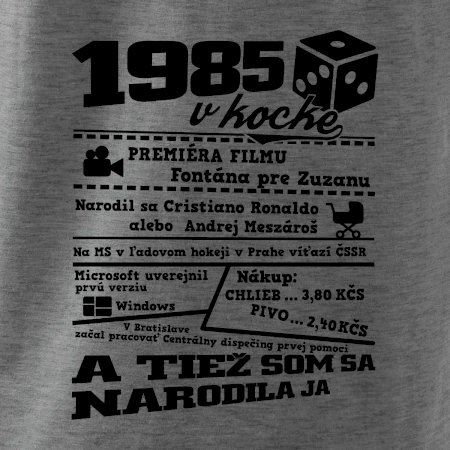 1985
v kocke
PREMIÉRA FILMU
Fontána pre Zuzanu
Narodil sa Cristiano Ronaldo
alebo Andrej Meszároš
Na MS v ľadovom hokeji v Prahe víťazí ČSSR
Microsoft uverejnil
prvú verziu
Windows
Nákup:
CHLIEB ... 3,80 KČS
PIVO ... 2,40KČS
V Bratislave
začal pracovať Centrálny dispečing prvej pomoci
A TIEŽ SOM SA
NARODILA JA